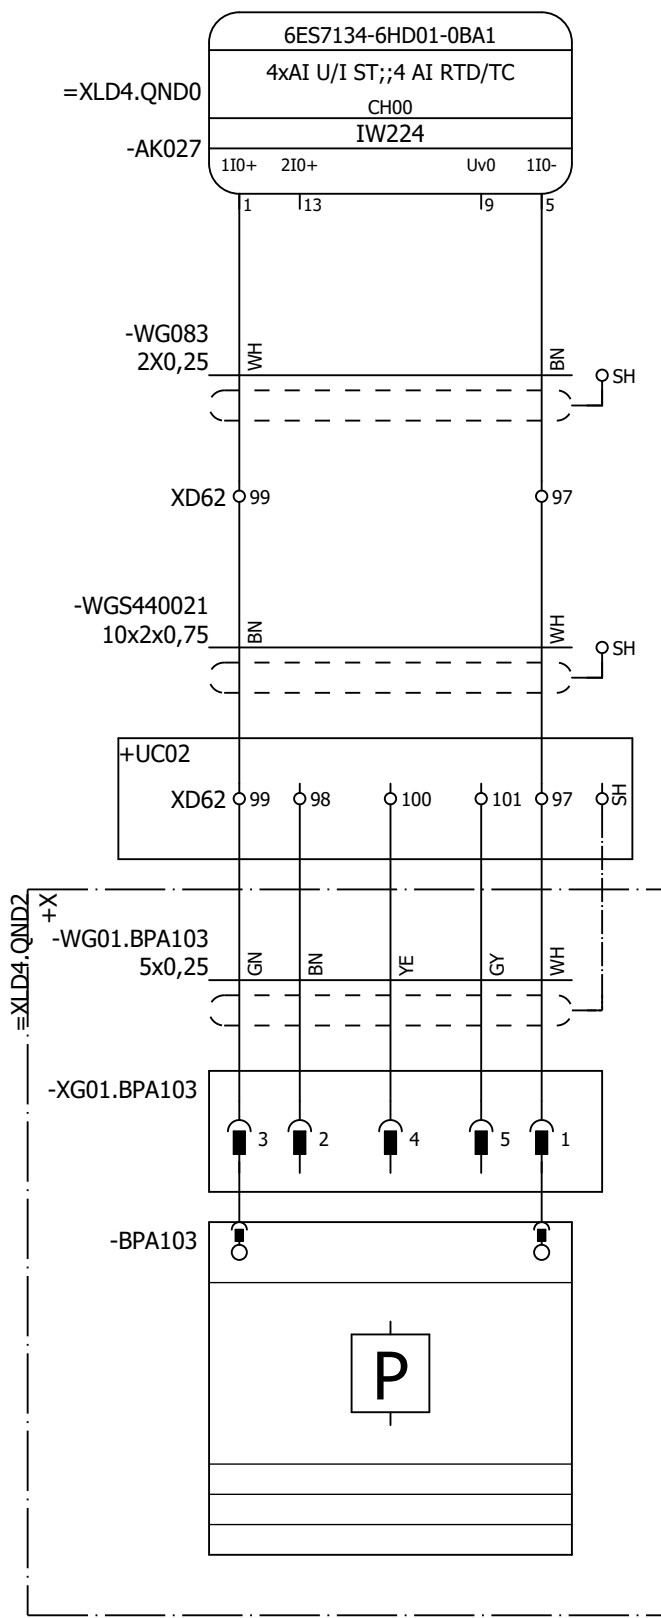 6ES7134-6HD01-0BA1
4xAI U/I ST;;4 AI RTD/TC
=XLD4.QND0
CH00
IW224
-AK027
1I0+ 2I0+ Uv0 1I0-
1 13 9 5
-WG083
2X0,25
WH BN SH
XD62 99 97
-WGS440021
10x2x0,75
BN WH SH
+UC02
XD62 99 98 100 101 97 SH
=XLD4.QND2
+X
-WG01.BPA103
5x0,25
GN BN YE GY WH
-XG01.BPA103
3 2 4 5 1
-BPA103
P